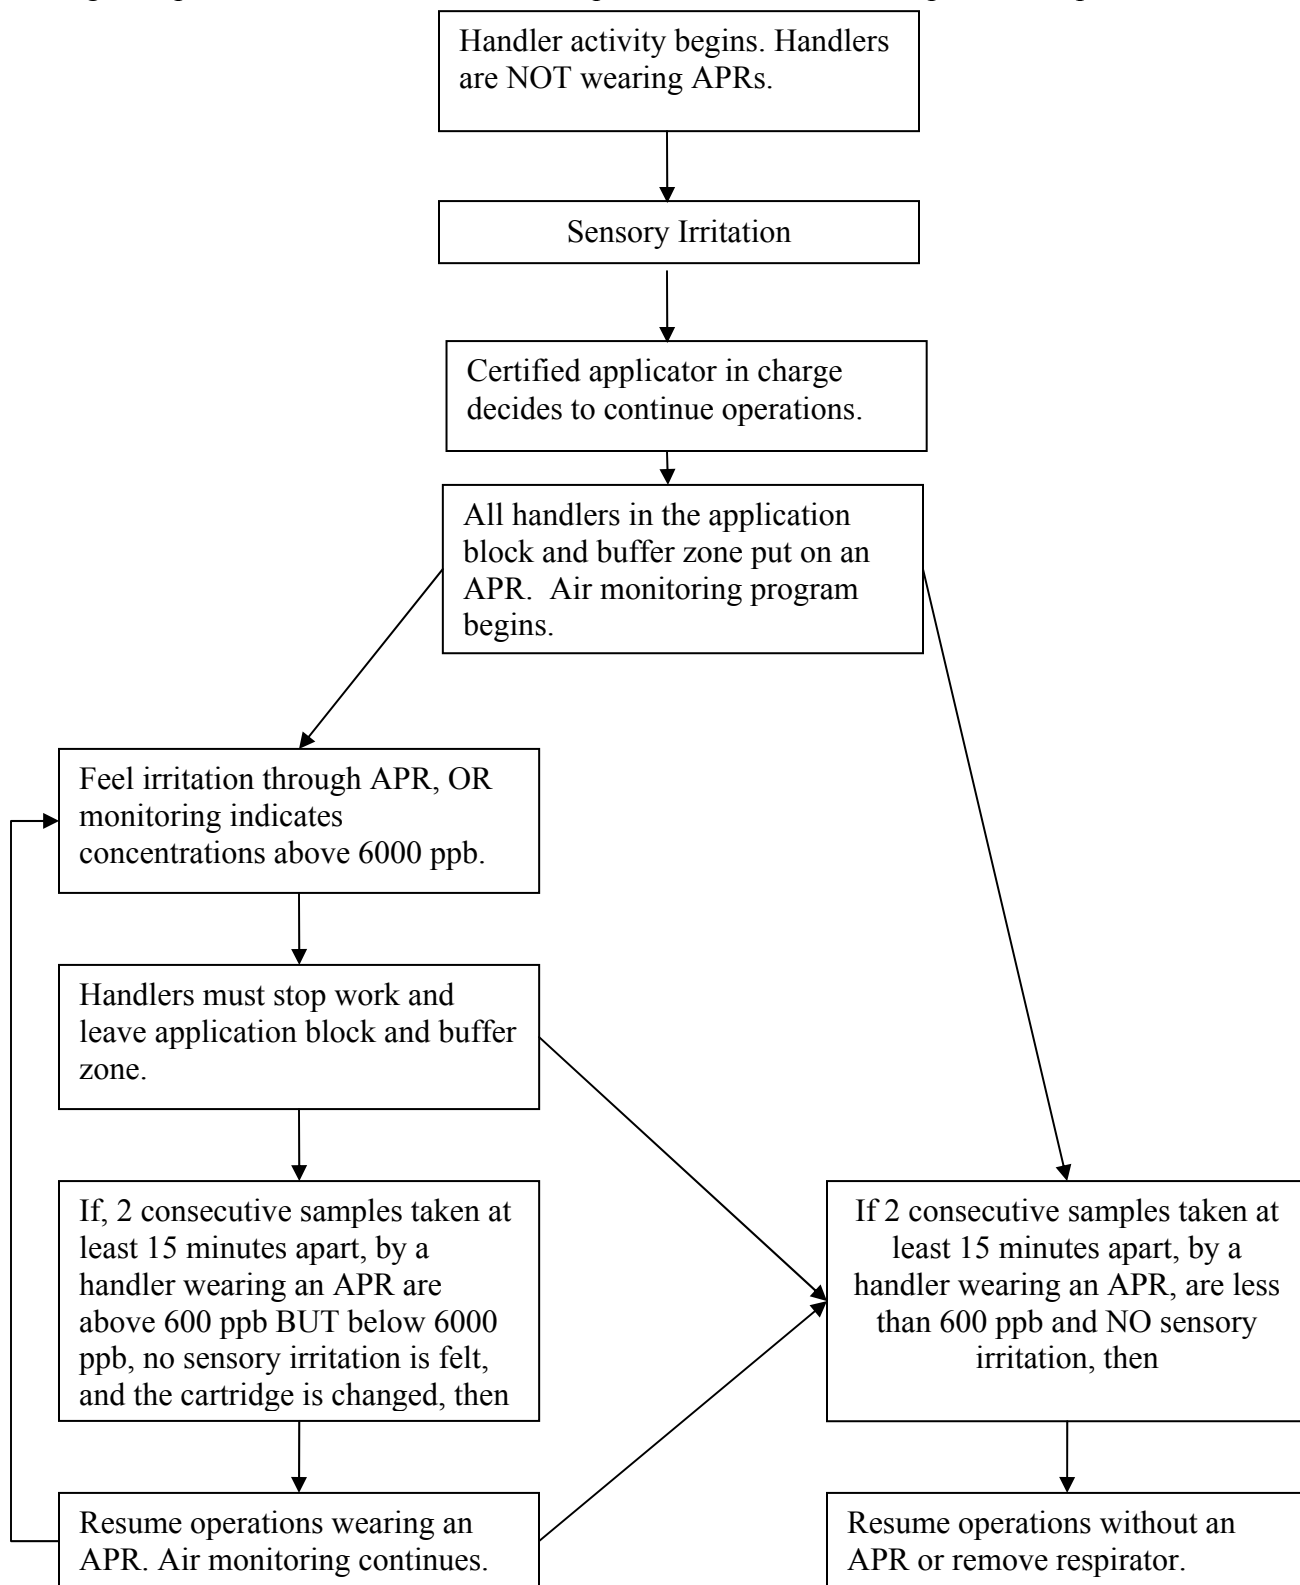 Handler activity begins. Handlers
are NOT wearing APRs.
Sensory Irritation
Certified applicator in charge
decides to continue operations.
All handlers in the application
block and buffer zone put on an
APR.  Air monitoring program
begins.
Feel irritation through APR, OR
monitoring indicates
concentrations above 6000 ppb.
Handlers must stop work and
leave application block and buffer
zone.
If, 2 consecutive samples taken at
least 15 minutes apart, by a
handler wearing an APR are
above 600 ppb BUT below 6000
ppb, no sensory irritation is felt,
and the cartridge is changed, then
If 2 consecutive samples taken at
least 15 minutes apart, by a
handler wearing an APR, are less
than 600 ppb and NO sensory
irritation, then
Resume operations wearing an
APR. Air monitoring continues.
Resume operations without an
APR or remove respirator.